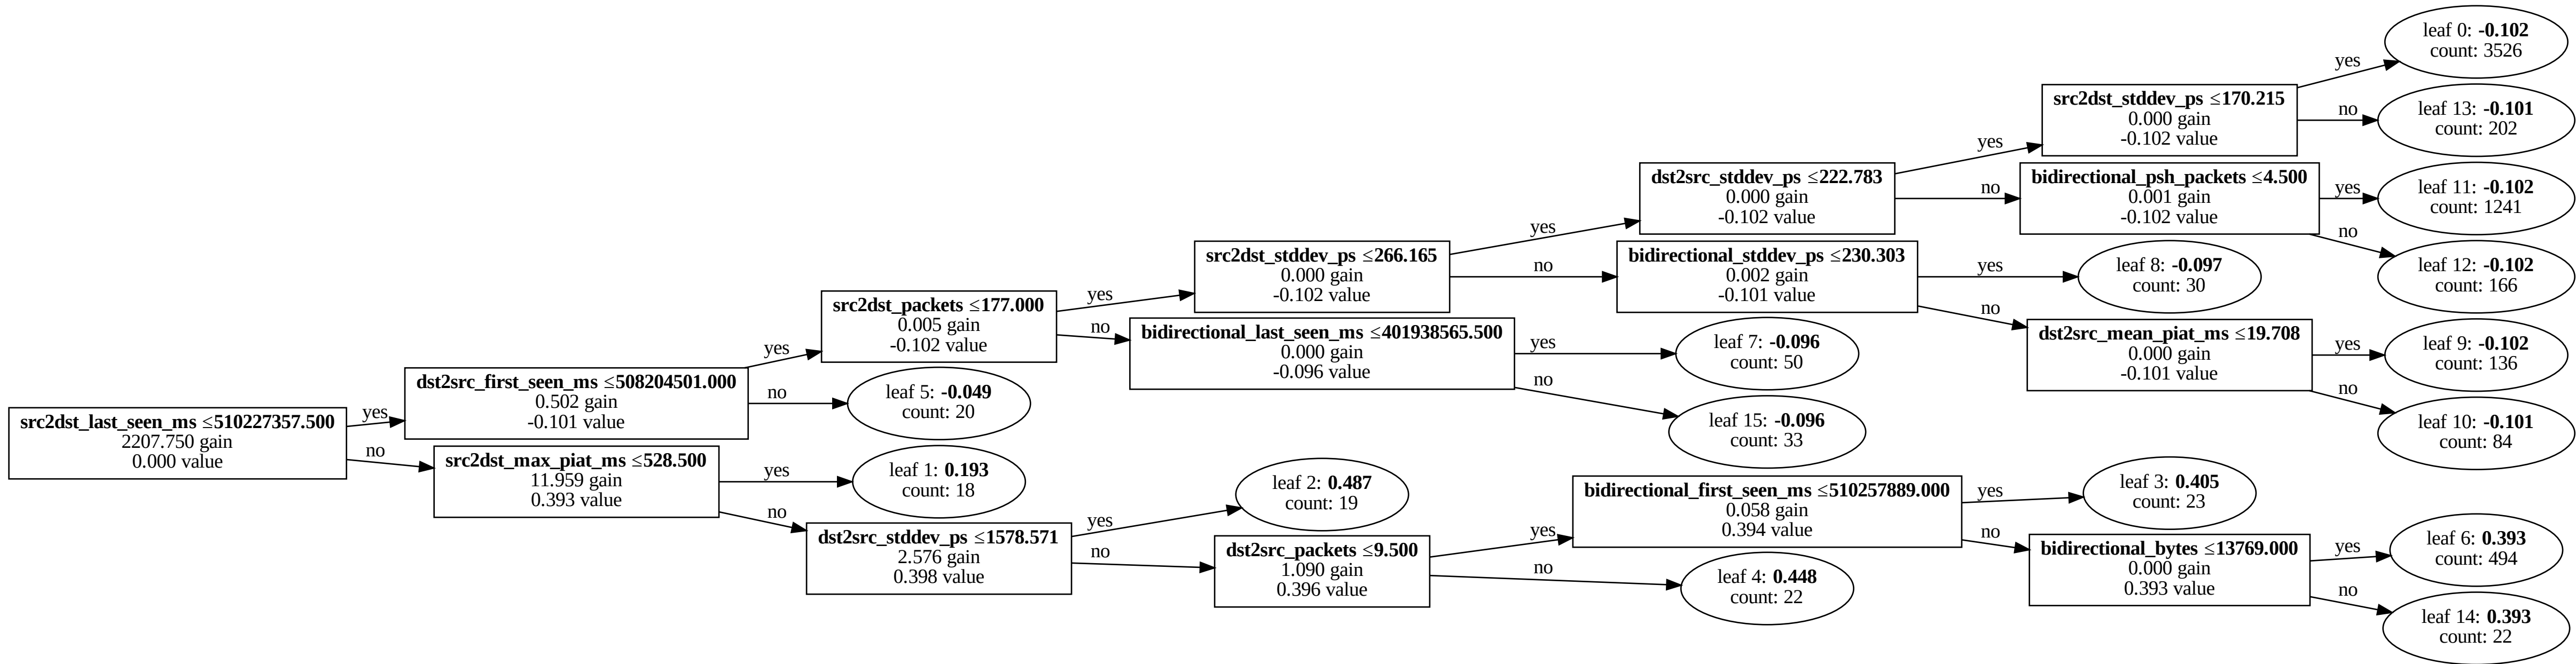 src2dst_last_seen_ms ≤510227357.500
2207.750 gain
0.000 value
yes
no
dst2src_first_seen_ms ≤508204501.000
0.502 gain
-0.101 value
src2dst_max_piat_ms ≤528.500
11.959 gain
0.393 value
yes
no
yes
no
src2dst_packets ≤177.000
0.005 gain
-0.102 value
leaf 5: -0.049
count: 20
leaf 1: 0.193
count: 18
dst2src_stddev_ps ≤1578.571
2.576 gain
0.398 value
yes
no
yes
no
src2dst_stddev_ps ≤266.165
0.000 gain
-0.102 value
bidirectional_last_seen_ms ≤401938565.500
0.000 gain
-0.096 value
leaf 2: 0.487
count: 19
dst2src_packets ≤9.500
1.090 gain
0.396 value
yes
no
yes
no
yes
no
dst2src_stddev_ps ≤222.783
0.000 gain
-0.102 value
bidirectional_stddev_ps ≤230.303
0.002 gain
-0.101 value
leaf 7: -0.096
count: 50
leaf 15: -0.096
count: 33
bidirectional_first_seen_ms ≤510257889.000
0.058 gain
0.394 value
leaf 4: 0.448
count: 22
yes
no
yes
no
yes
no
src2dst_stddev_ps ≤170.215
0.000 gain
-0.102 value
bidirectional_psh_packets ≤4.500
0.001 gain
-0.102 value
leaf 8: -0.097
count: 30
dst2src_mean_piat_ms ≤19.708
0.000 gain
-0.101 value
leaf 3: 0.405
count: 23
bidirectional_bytes ≤13769.000
0.000 gain
0.393 value
yes
no
yes
no
yes
no
yes
no
leaf 0: -0.102
count: 3526
leaf 13: -0.101
count: 202
leaf 11: -0.102
count: 1241
leaf 12: -0.102
count: 166
leaf 9: -0.102
count: 136
leaf 10: -0.101
count: 84
leaf 6: 0.393
count: 494
leaf 14: 0.393
count: 22